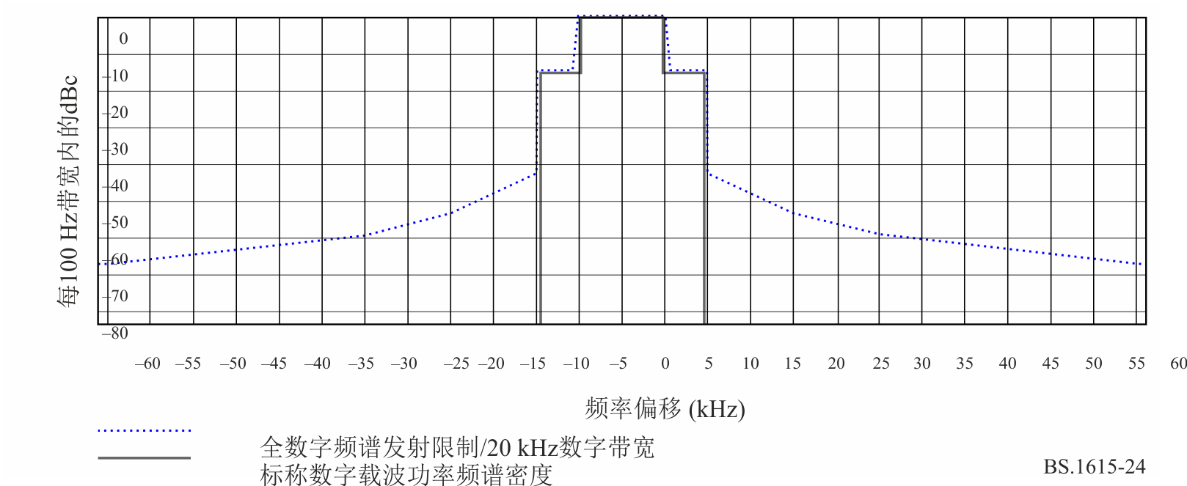 每100 Hz带宽内的dBc
0
–10
–20
–30
–40
–50
–60
–70
–80
–60 –55 –50 –45 –40 –35 –30 –25 –20 –15 –10 –5 0 5 10 15 20 25 30 35 40 45 50 55 60
频率偏移 (kHz)
全数字频谱发射限制/20 kHz数字带宽
标称数字载波功率频谱密度
BS.1615-24